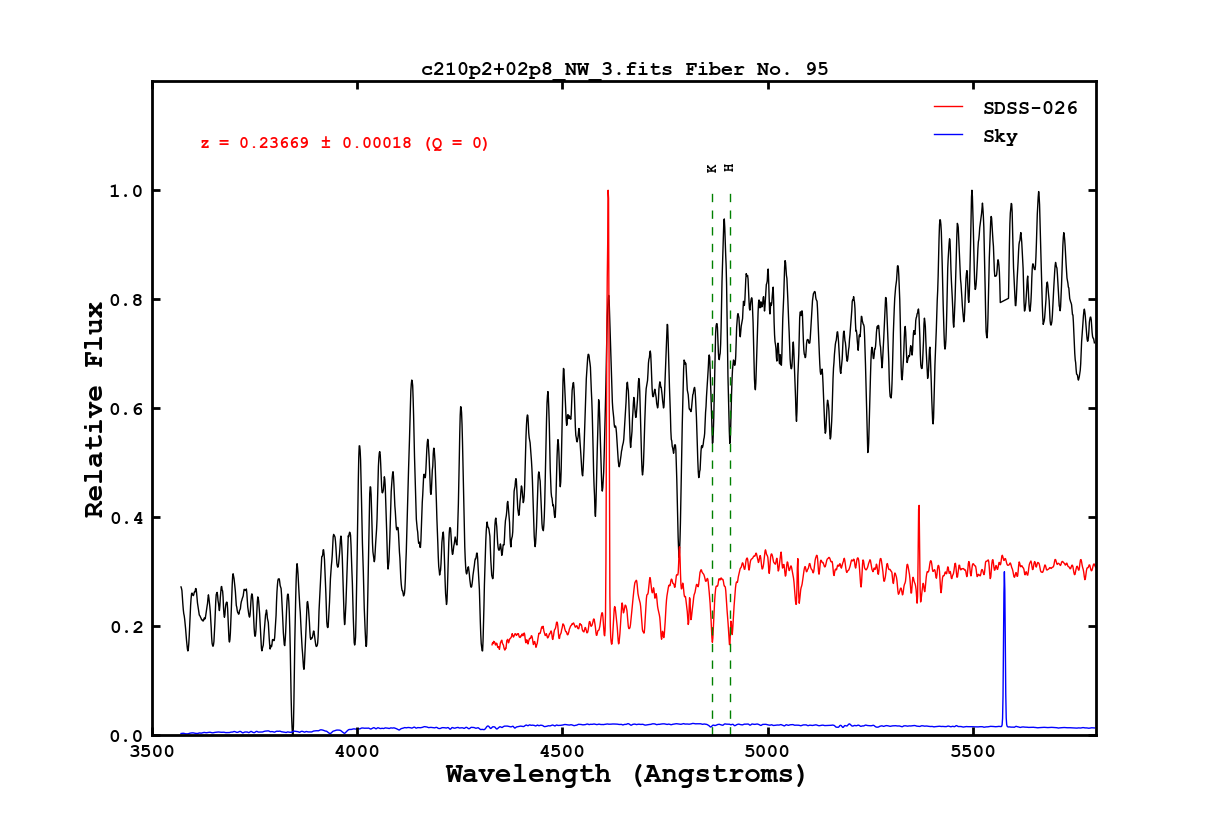 c210p2+02p8_NW_3.fits Fiber No. 95
SDSS-026
Sky
z = 0.23669 ± 0.00018 (Q = 0)
K
H
1.0
0.8
0.6
0.4
0.2
0.0
Relative Flux
3500
4000
4500
5000
5500
Wavelength (Angstroms)